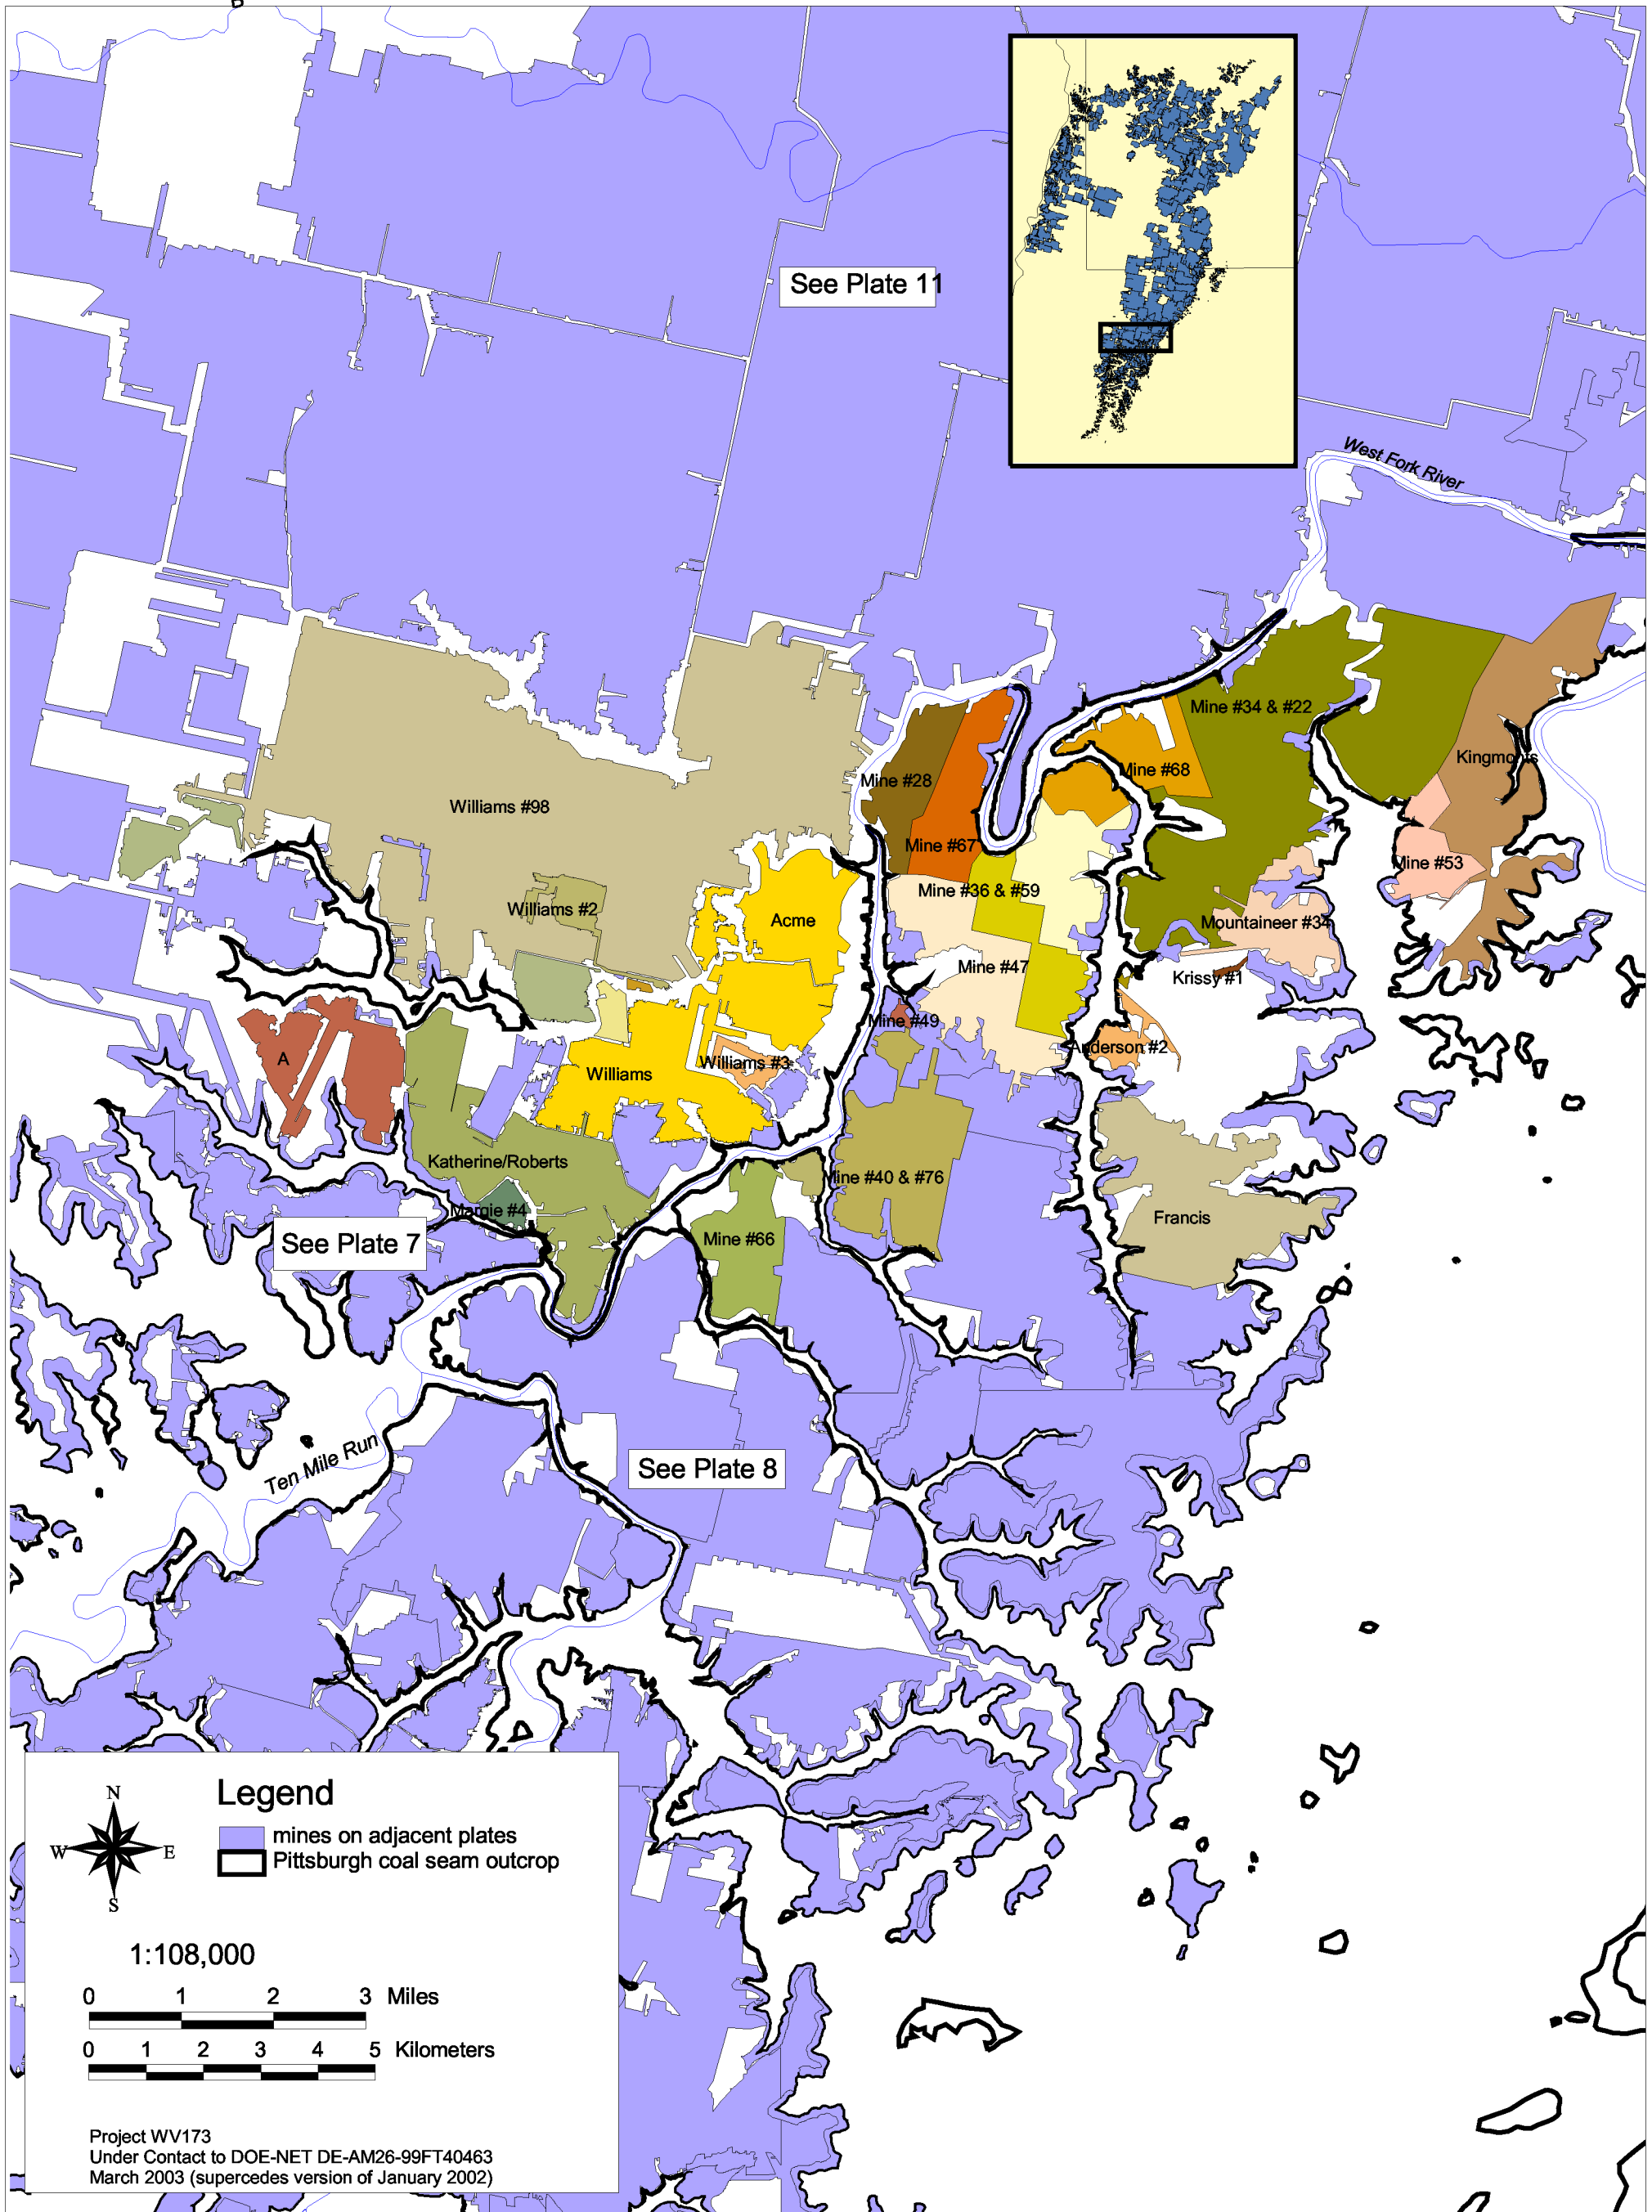 See Plate 11
West Fork River
Mine #34 & #22
Kingmonts
Mine #28
Mine #68
Williams #98
Mine #67
Mine #53
Mine #36 & #59
Williams #2
Acme
Mountaineer #34
Mine #47
Krissy #1
Mine #49
Anderson #2
A
Williams
Williams #3
Katherine/Roberts
Mine #40 & #76
Margie #4
Francis
See Plate 7
Mine #66
Ten Mile Run
See Plate 8
Legend
N
W E
S
mines on adjacent plates
Pittsburgh coal seam outcrop
1:108,000
0 1 2 3 Miles
0 1 2 3 4 5 Kilometers
Project WV173
Under Contact to DOE-NET DE-AM26-99FT40463
March 2003 (supercedes version of January 2002)